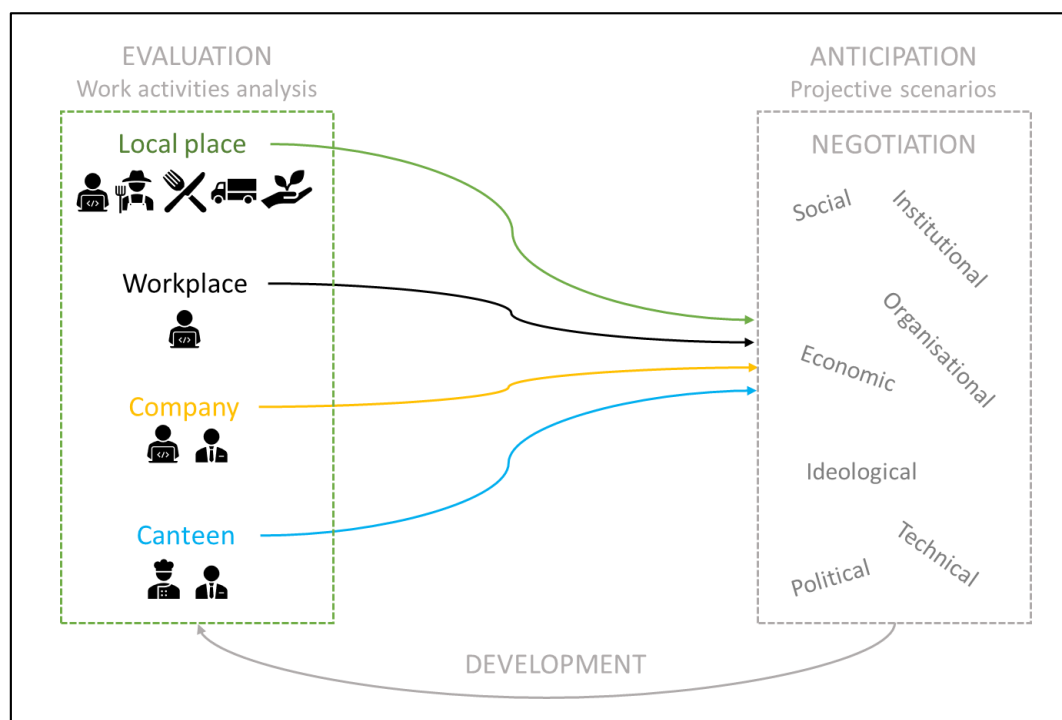 EVALUATION
Work activities analysis
Local place
Workplace
Company
Canteen
ANTICIPATION
Projective scenarios
NEGOTIATION
Social
Institutional
Organisational
Economic
Ideological
Technical
Political
DEVELOPMENT